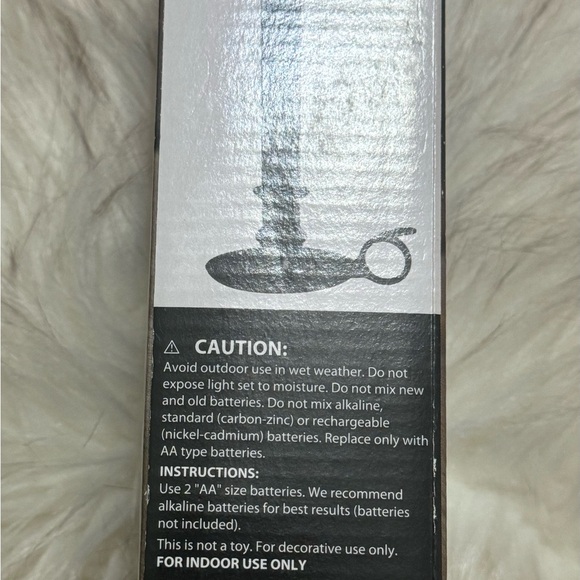 ⚠ CAUTION:
Avoid outdoor use in wet weather. Do not
expose light set to moisture. Do not mix new
and old batteries. Do not mix alkaline,
standard (carbon-zinc) or rechargeable
(nickel-cadmium) batteries. Replace only with
AA type batteries.
INSTRUCTIONS:
Use 2 "AA" size batteries. We recommend
alkaline batteries for best results (batteries
not included).
This is not a toy. For decorative use only.
FOR INDOOR USE ONLY